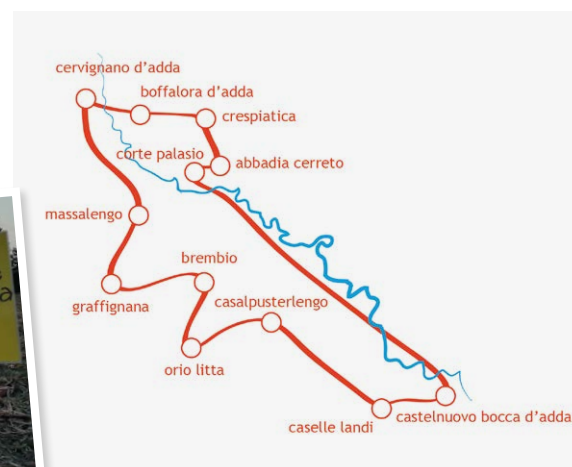 cervignano d'adda
boffalora d'adda
crespiatica
corte palasio
abbadia cerreto
massalengo
brembio
graffignana
casalpusterlengo
orio litta
caselle landi
castelnuovo bocca d'adda